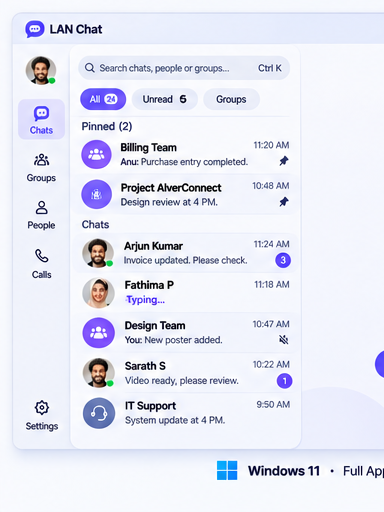 LAN Chat
Search chats, people or groups... Ctrl K
All 24 Unread 6 Groups
Chats
Groups
People
Calls
Settings
Pinned (2)
Billing Team 11:20 AM
Anu: Purchase entry completed.
Project AlverConnect 10:48 AM
Design review at 4 PM.
Chats
Arjun Kumar 11:24 AM
Invoice updated. Please check. 3
Fathima P 11:18 AM
Typing...
Design Team 10:47 AM
You: New poster added.
Sarath S 10:22 AM
Video ready, please review. 1
IT Support 9:50 AM
System update at 4 PM.
Windows 11 • Full Ap